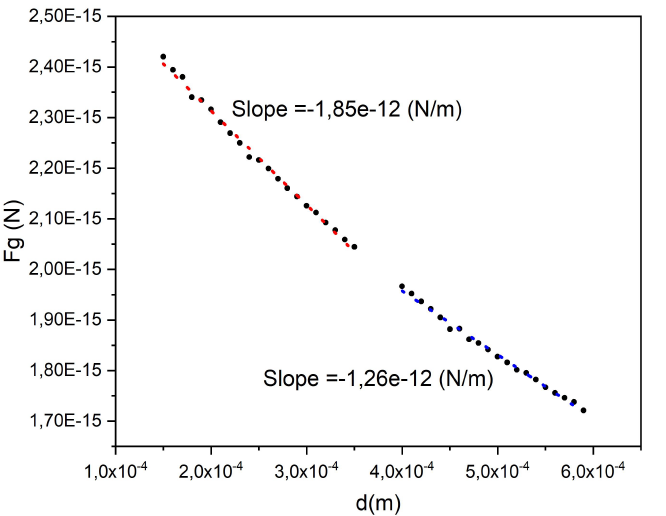 2,50E-15
2,40E-15
2,30E-15
2,20E-15
2,10E-15
2,00E-15
1,90E-15
1,80E-15
1,70E-15
Fg (N)
Slope =-1,85e-12 (N/m)
Slope =-1,26e-12 (N/m)
1,0x10⁻⁴ 2,0x10⁻⁴ 3,0x10⁻⁴ 4,0x10⁻⁴ 5,0x10⁻⁴ 6,0x10⁻⁴
d(m)